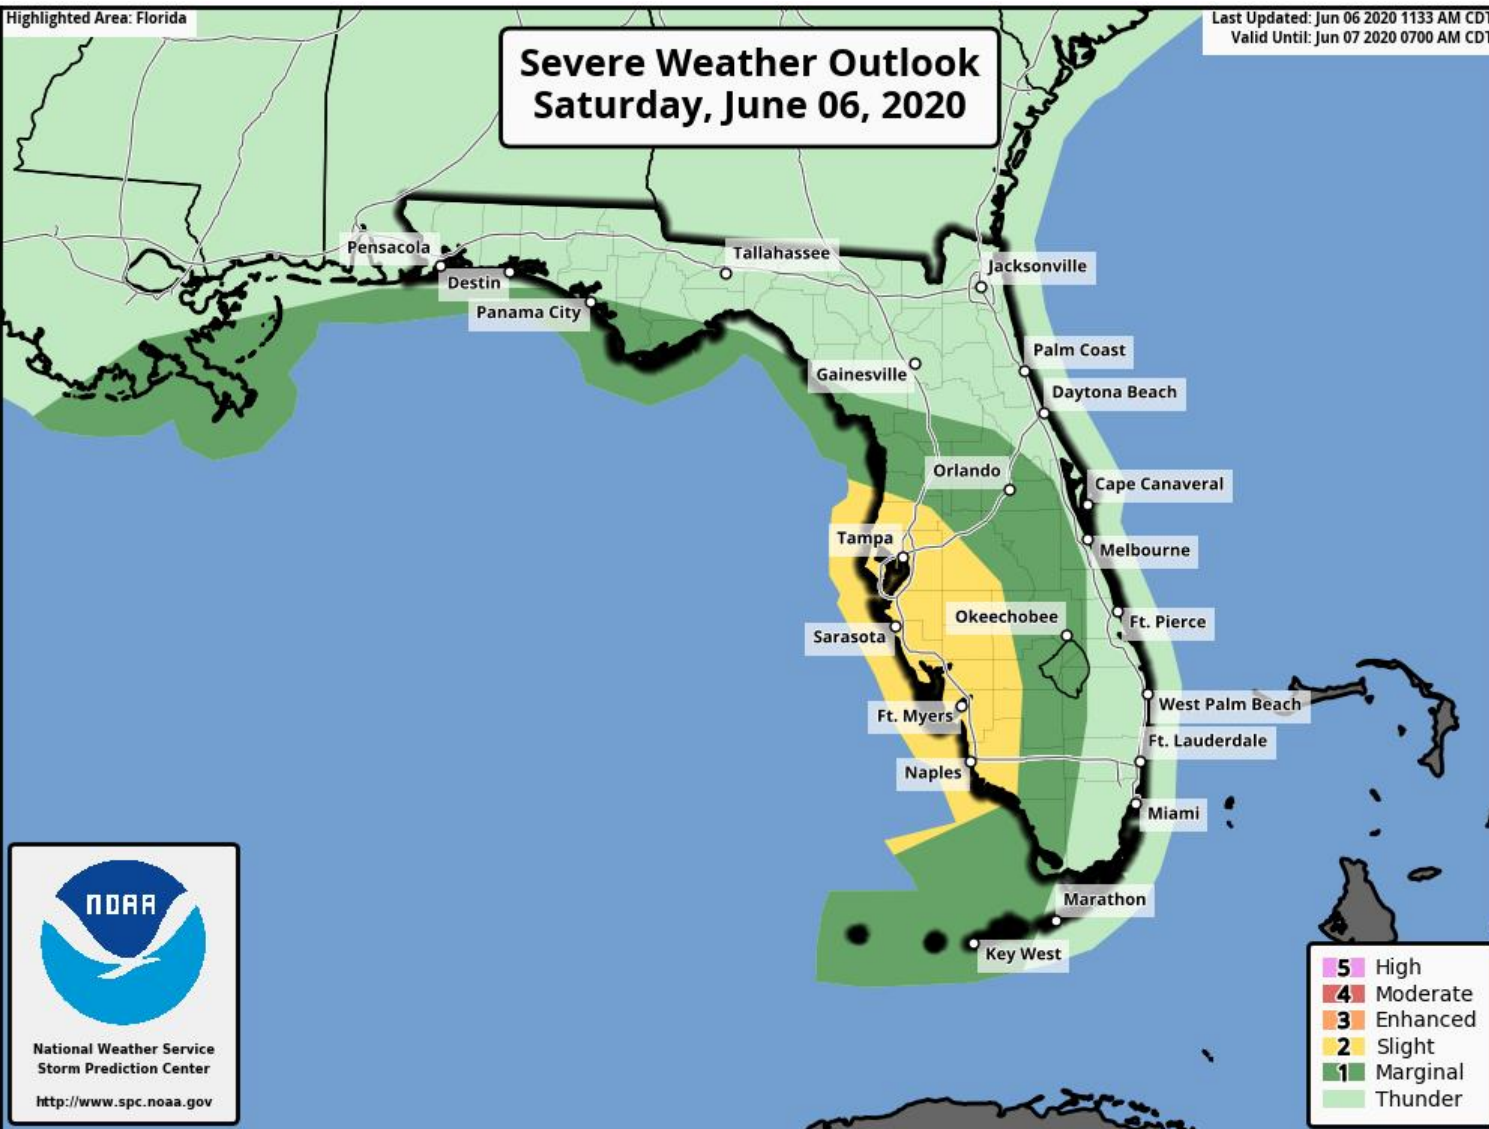 Highlighted Area: Florida
Last Updated: Jun 06 2020 1133 AM CDT
Valid Until: Jun 07 2020 0700 AM CDT
Severe Weather Outlook
Saturday, June 06, 2020
Pensacola
Tallahassee
Jacksonville
Destin
Panama City
Palm Coast
Gainesville
Daytona Beach
Orlando
Cape Canaveral
Tampa
Melbourne
Okeechobee
Ft. Pierce
Sarasota
West Palm Beach
Ft. Myers
Ft. Lauderdale
Naples
Miami
Marathon
Key West
NOAA
National Weather Service
Storm Prediction Center
http://www.spc.noaa.gov
5 High
4 Moderate
3 Enhanced
2 Slight
1 Marginal
Thunder